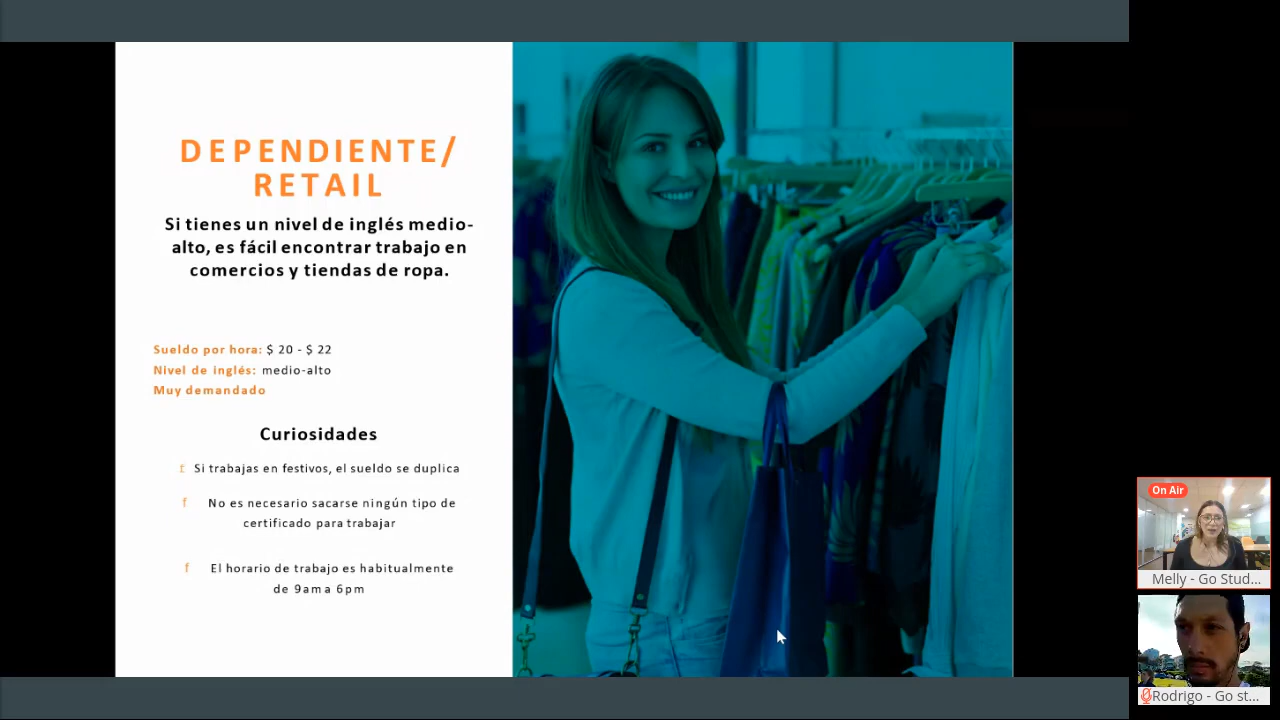 DEPENDIENTE/
RETAIL
Si tienes un nivel de inglés medio-
alto, es fácil encontrar trabajo en
comercios y tiendas de ropa.
Sueldo por hora: $ 20 - $ 22
Nivel de inglés: medio-alto
Muy demandado
Curiosidades
f Si trabajas en festivos, el sueldo se duplica
f No es necesario sacarse ningún tipo de
certificado para trabajar
f El horario de trabajo es habitualmente
de 9am a 6pm
On Air
Melly - Go Stud...
Rodrigo - Go st...